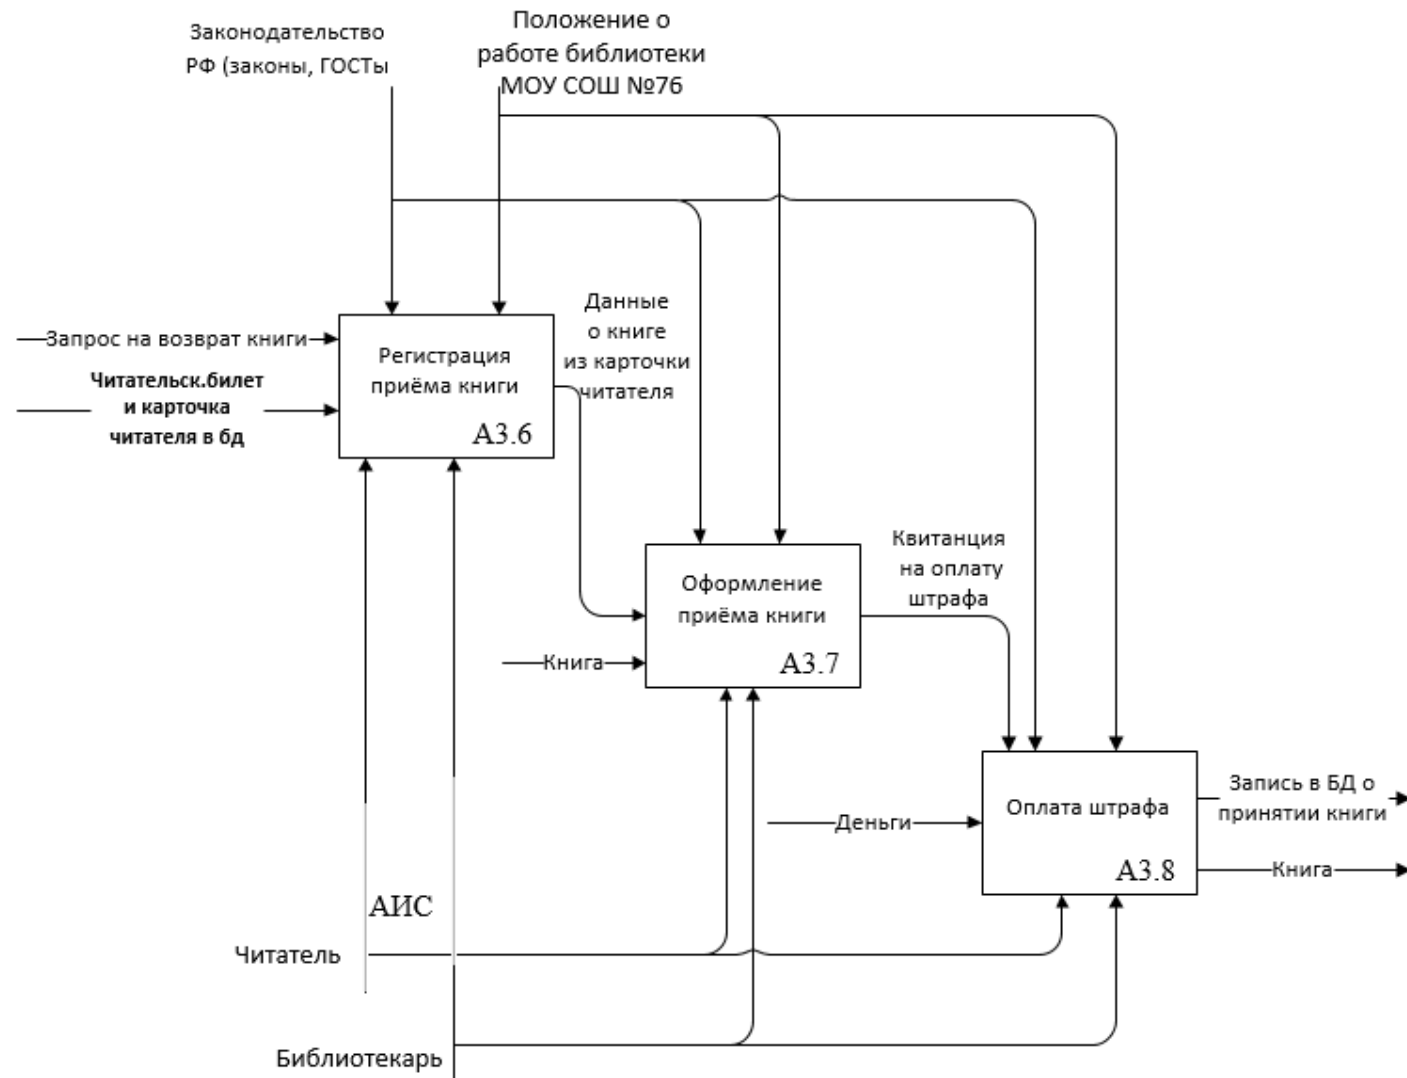 Законодательство
РФ (законы, ГОСТы
Положение о
работе библиотеки
МОУ СОШ №76
Запрос на возврат книги
Читательск.билет
и карточка
читателя в бд
Регистрация
приёма книги
А3.6
Данные
о книге
из карточки
читателя
Оформление
приёма книги
А3.7
Книга
Квитанция
на оплату
штрафа
Деньги
Оплата штрафа
А3.8
Запись в БД о
принятии книги
Книга
АИС
Читатель
Библиотекарь